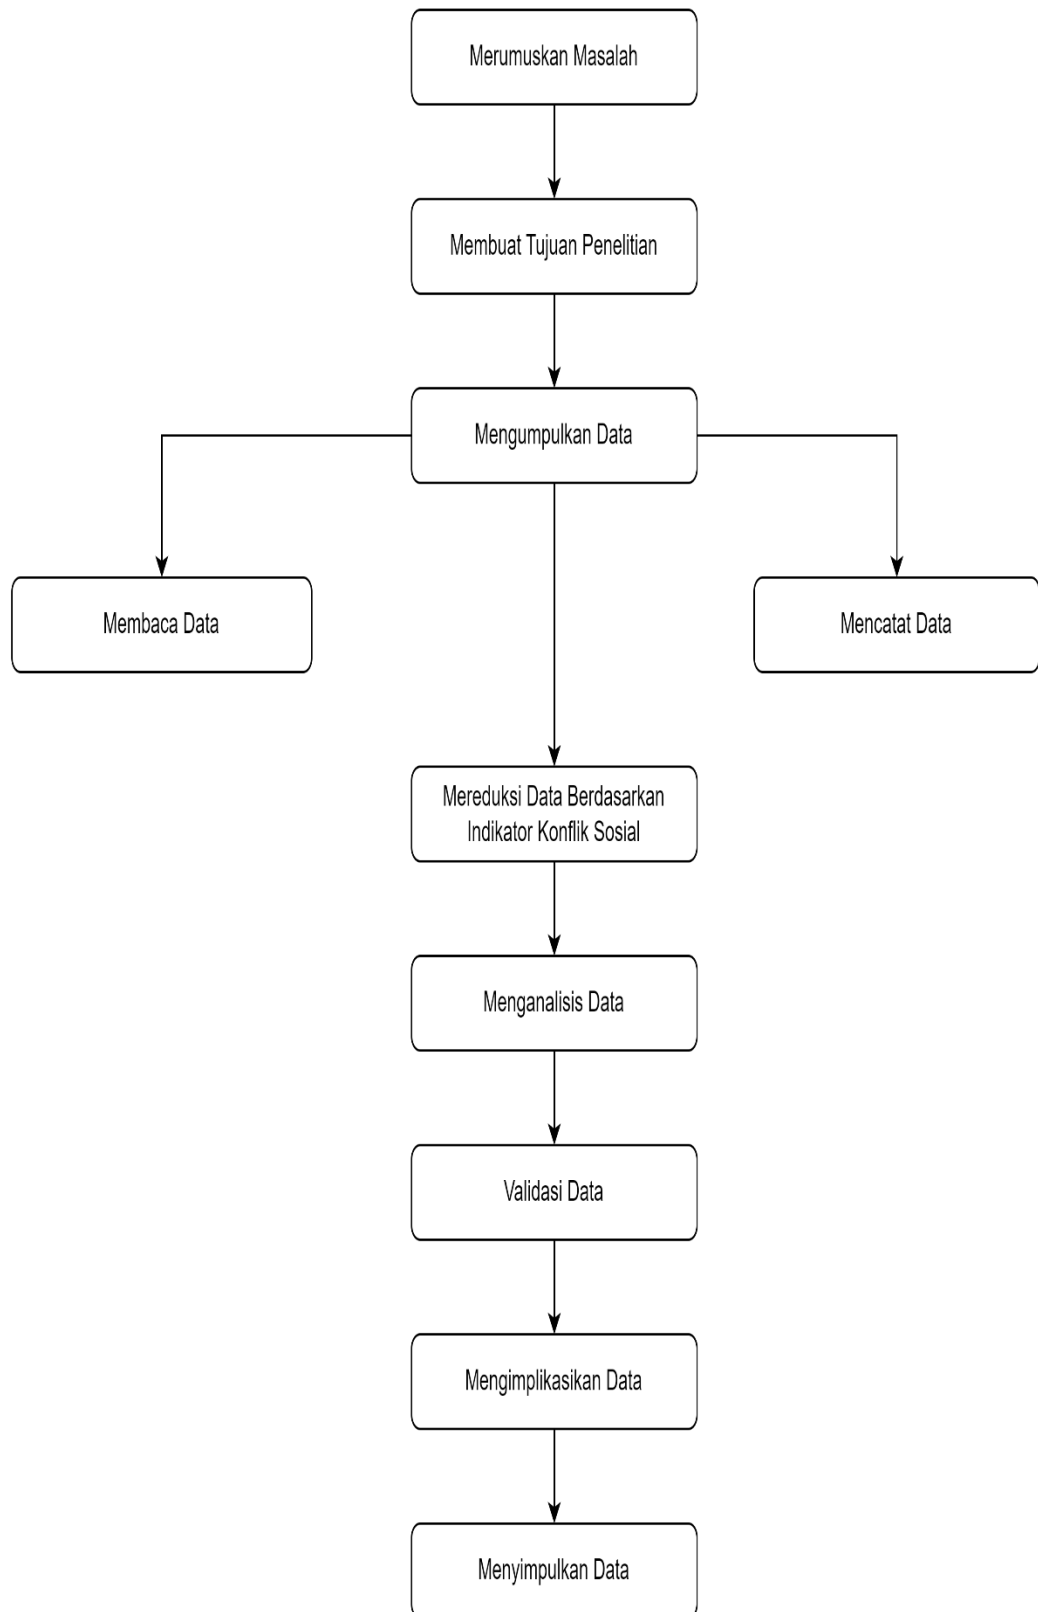 Merumuskan Masalah
Membuat Tujuan Penelitian
Mengumpulkan Data
Membaca Data
Mencatat Data
Mereduksi Data Berdasarkan
Indikator Konflik Sosial
Menganalisis Data
Validasi Data
Mengimplikasikan Data
Menyimpulkan Data